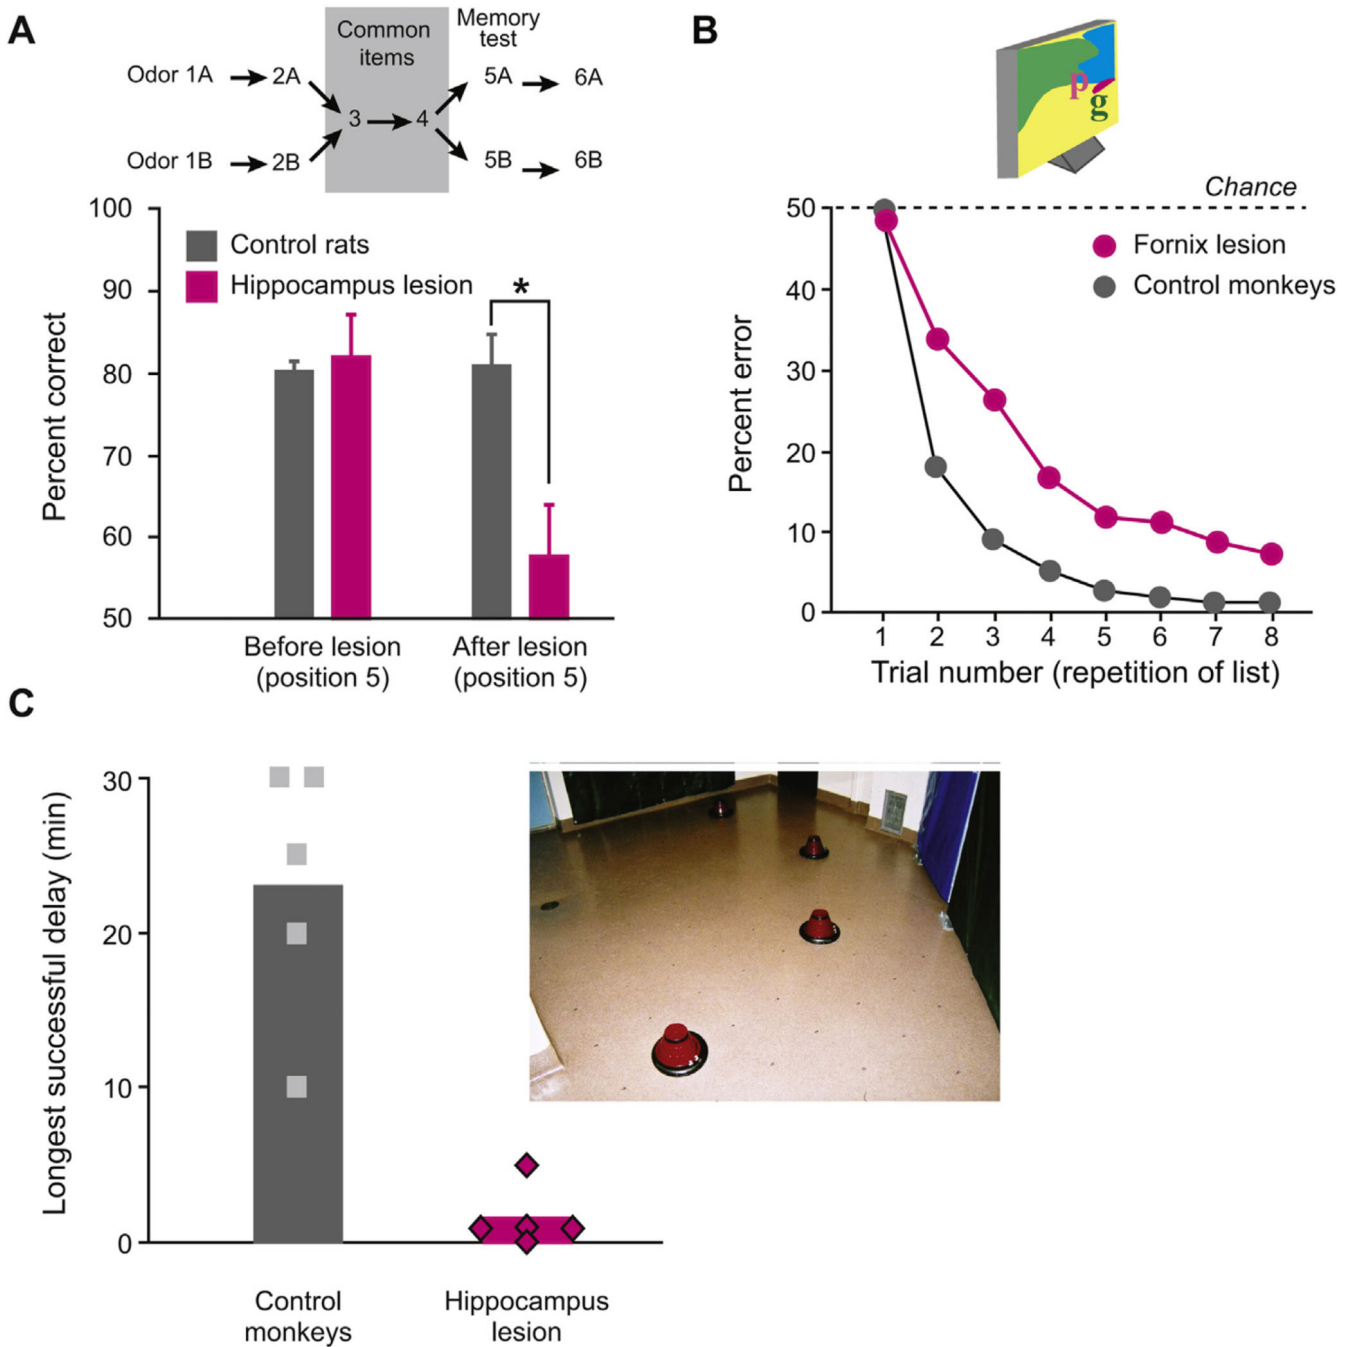 A
Common
items
Memory
test
Odor 1A
2A
5A
6A
3
4
Odor 1B
2B
5B
6B
100
90
80
70
60
50
Percent correct
Control rats
Hippocampus lesion
*
Before lesion
(position 5)
After lesion
(position 5)
B
p
g
Chance
50
40
30
20
10
0
Percent error
Fornix lesion
Control monkeys
1 2 3 4 5 6 7 8
Trial number (repetition of list)
C
30
20
10
0
Longest successful delay (min)
Control
monkeys
Hippocampus
lesion